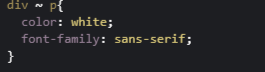 div ~ p{
  color: white;
  font-family: sans-serif;
}